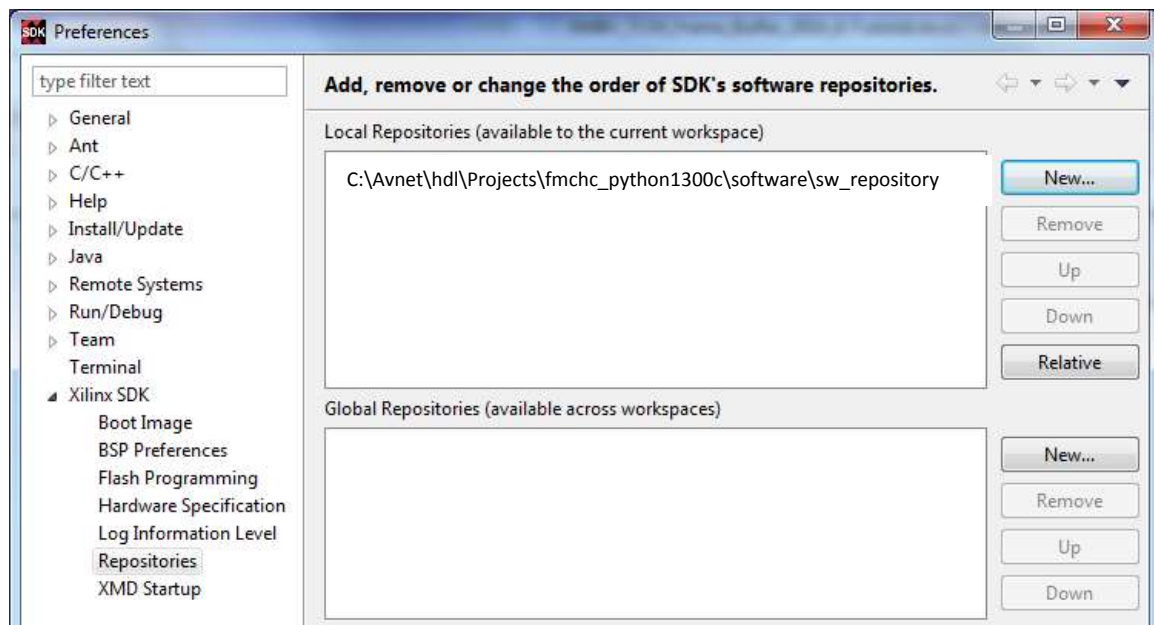 SDK Preferences
type filter text
General
Ant
C/C++
Help
Install/Update
Java
Remote Systems
Run/Debug
Team
Terminal
Xilinx SDK
Boot Image
BSP Preferences
Flash Programming
Hardware Specification
Log Information Level
Repositories
XMD Startup
Add, remove or change the order of SDK's software repositories.
Local Repositories (available to the current workspace)
C:\Avnet\hdl\Projects\fmchc_python1300c\software\sw_repository
New...
Remove
Up
Down
Relative
Global Repositories (available across workspaces)
New...
Remove
Up
Down